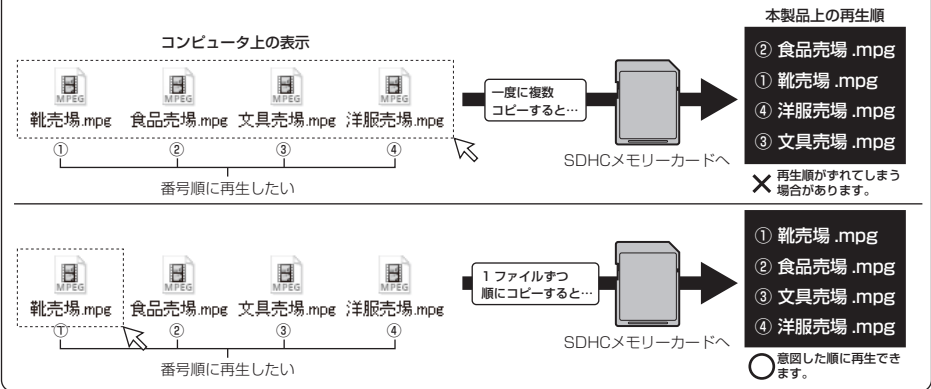 本製品上の再生順
コンピュータ上の表示
MPEG MPEG MPEG MPEG
靴売場.mpg 食品売場.mpg 文具売場.mpg 洋服売場.mpg
① ② ③ ④
番号順に再生したい
一度に複数
コピーすると…
SDHCメモリーカードへ
② 食品売場 .mpg
① 靴売場 .mpg
④ 洋服売場 .mpg
③ 文具売場 .mpg
× 再生順がずれてしまう
場合があります。
MPEG MPEG MPEG MPEG
靴売場.mpg 食品売場.mpg 文具売場.mpg 洋服売場.mpg
① ② ③ ④
番号順に再生したい
1 ファイルずつ
順にコピーすると…
SDHCメモリーカードへ
① 靴売場 .mpg
② 食品売場 .mpg
③ 文具売場 .mpg
④ 洋服売場 .mpg
○ 意図した順に再生でき
ます。